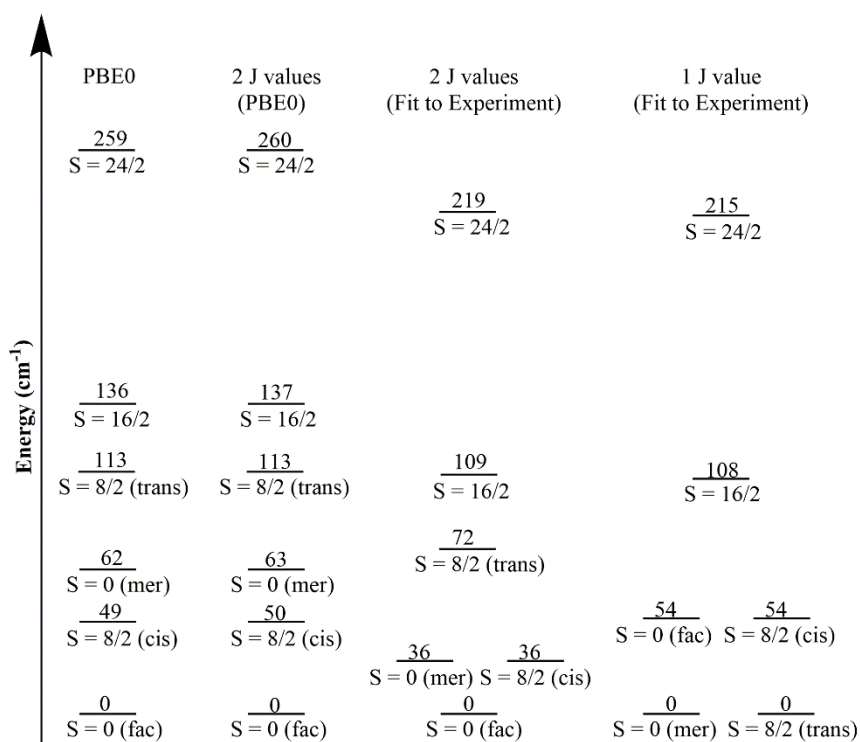 PBE0
2 J values
(PBE0)
2 J values
(Fit to Experiment)
1 J value
(Fit to Experiment)
Energy (cm⁻¹)
259
S = 24/2
136
S = 16/2
113
S = 8/2 (trans)
62
S = 0 (mer)
49
S = 8/2 (cis)
0
S = 0 (fac)
260
S = 24/2
137
S = 16/2
113
S = 8/2 (trans)
63
S = 0 (mer)
50
S = 8/2 (cis)
0
S = 0 (fac)
219
S = 24/2
109
S = 16/2
72
S = 8/2 (trans)
36 36
S = 0 (mer) S = 8/2 (cis)
0
S = 0 (fac)
215
S = 24/2
108
S = 16/2
54 54
S = 0 (fac) S = 8/2 (cis)
0 0
S = 0 (mer) S = 8/2 (trans)